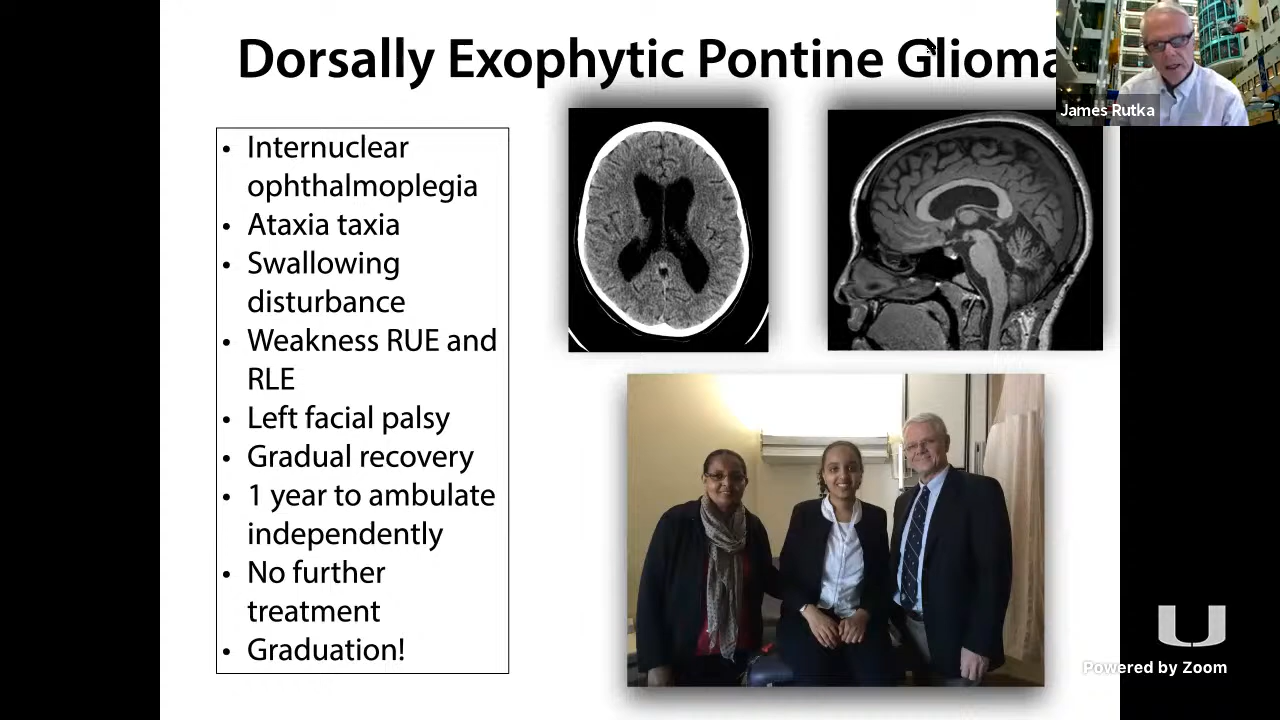 Dorsally Exophytic Pontine Glioma
James Rutka
• Internuclear
ophthalmoplegia
• Ataxia taxia
• Swallowing
disturbance
• Weakness RUE and
RLE
• Left facial palsy
• Gradual recovery
• 1 year to ambulate
independently
• No further
treatment
• Graduation!
U
Powered by Zoom